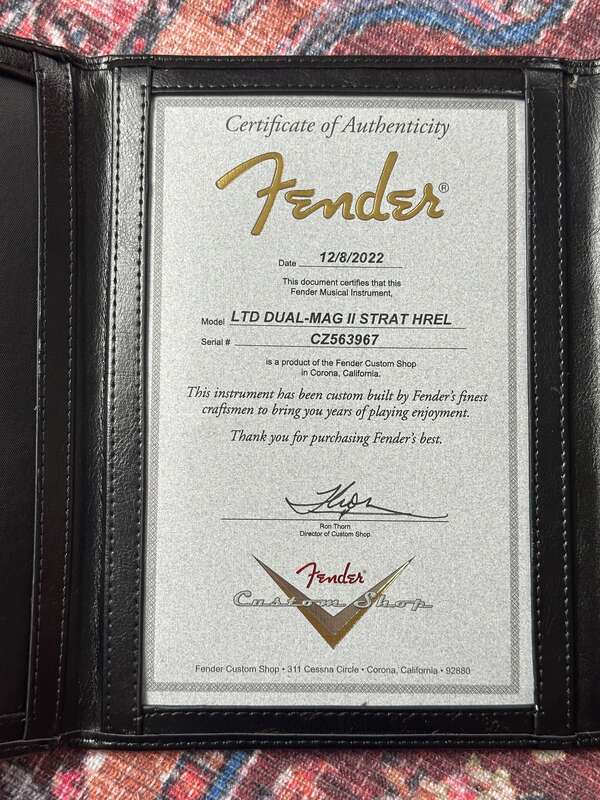 Certificate of Authenticity
Fender®
Date 12/8/2022
This document certifies that this
Fender Musical Instrument,
Model LTD DUAL-MAG II STRAT HREL
Serial # CZ563967
is a product of the Fender Custom Shop
in Corona, California.
This instrument has been custom built by Fender's finest
craftsmen to bring you years of playing enjoyment.
Thank you for purchasing Fender's best.
Ron Thorn
Director of Custom Shop
Fender®
Custom Shop
Fender Custom Shop • 311 Cessna Circle • Corona, California • 92880